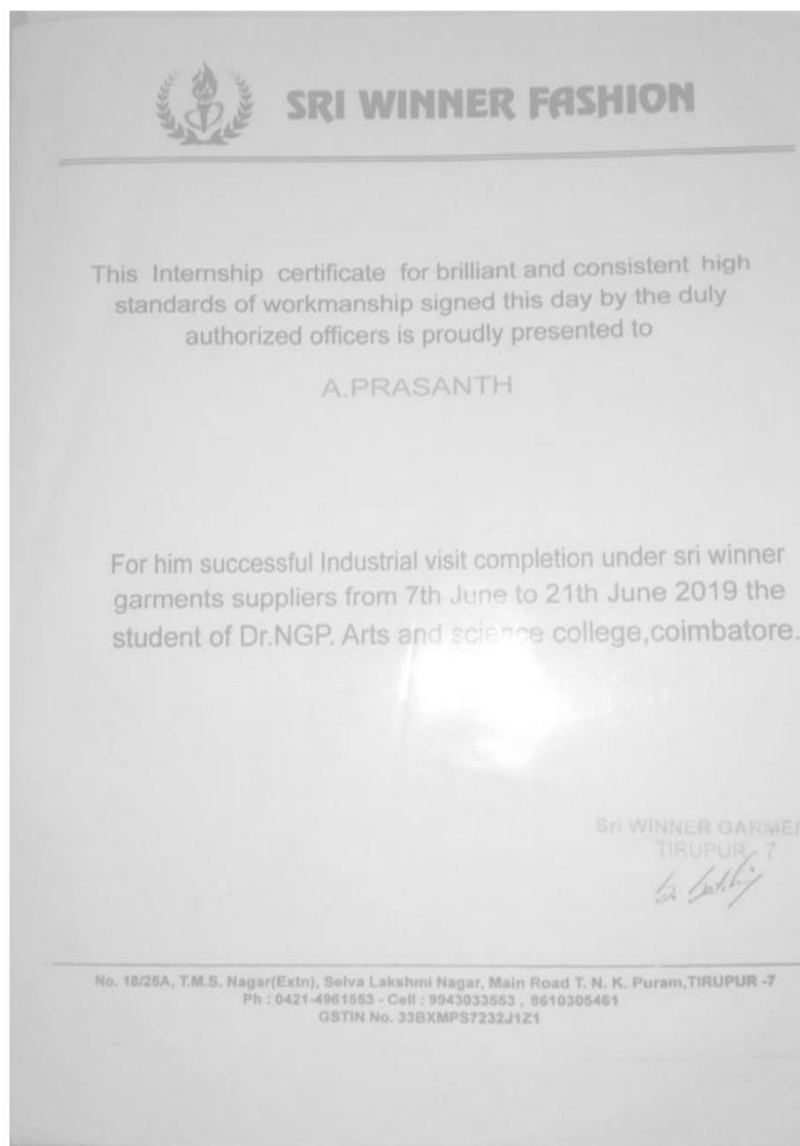 SRI WINNER FASHION
This Internship certificate for brilliant and consistent high
standards of workmanship signed this day by the duly
authorized officers is proudly presented to
A.PRASANTH
For him successful Industrial visit completion under sri winner
garments suppliers from 7th June to 21th June 2019 the
student of Dr.NGP. Arts and science college,coimbatore.
Sri WINNER GARMEN
TIRUPUR - 7
No. 18/25A, T.M.S. Nagar(Extn), Selva Lakshmi Nagar, Main Road T. N. K. Puram,TIRUPUR -7
Ph : 0421-4961553 - Cell : 9943033553 , 8610305461
GSTIN No. 33BXMPS7232J1Z1